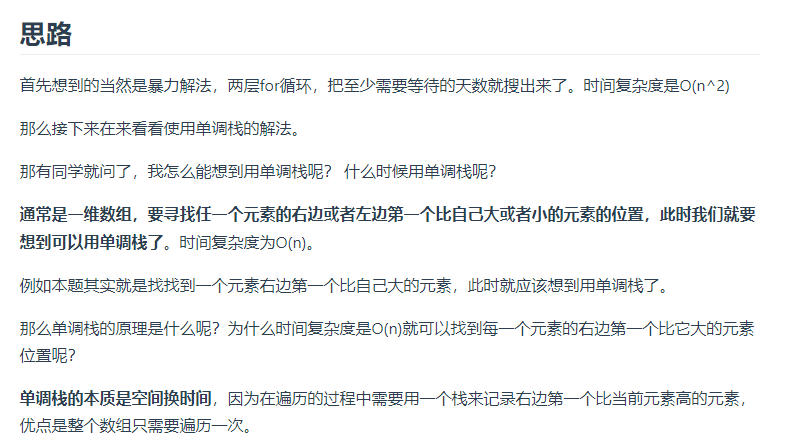 思路
首先想到的当然是暴力解法，两层for循环，把至少需要等待的天数就搜出来了。时间复杂度是O(n^2)
那么接下来在来看看使用单调栈的解法。
那有同学就问了，我怎么能想到用单调栈呢？ 什么时候用单调栈呢？
通常是一维数组，要寻找任一个元素的右边或者左边第一个比自己大或者小的元素的位置，此时我们就要
想到可以用单调栈了。时间复杂度为O(n)。
例如本题其实就是找找到一个元素右边第一个比自己大的元素，此时就应该想到用单调栈了。
那么单调栈的原理是什么呢？为什么时间复杂度是O(n)就可以找到每一个元素的右边第一个比它大的元素
位置呢？
单调栈的本质是空间换时间，因为在遍历的过程中需要用一个栈来记录右边第一个比当前元素高的元素，
优点是整个数组只需要遍历一次。